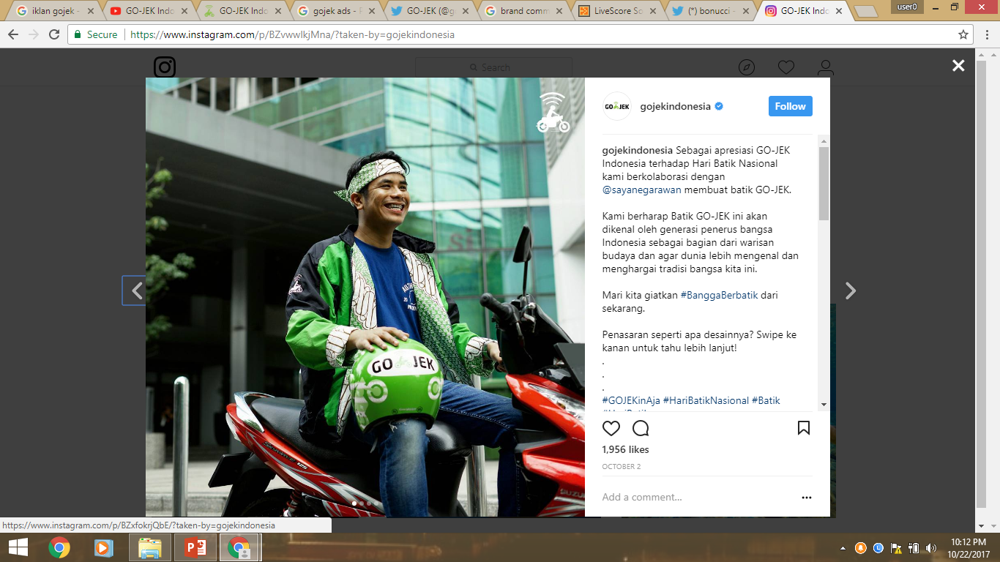 iklan gojek -
GO-JEK Indo
GO-JEK Indo
gojek ads -
GO-JEK (@g
brand comm
LiveScore So
(*) bonucci -
GO-JEK Indo
user0
Secure
https://www.instagram.com/p/BZvwwlkjMna/?taken-by=gojekindonesia
Search
GO JEK
gojekindonesia
Follow
gojekindonesia Sebagai apresiasi GO-JEK
Indonesia terhadap Hari Batik Nasional
kami berkolaborasi dengan
@sayanegarawan membuat batik GO-JEK.
Kami berharap Batik GO-JEK ini akan
dikenal oleh generasi penerus bangsa
Indonesia sebagai bagian dari warisan
budaya dan agar dunia lebih mengenal dan
menghargai tradisi bangsa kita ini.
Mari kita giatkan #BanggaBerbatik dari
sekarang.
Penasaran seperti apa desainnya? Swipe ke
kanan untuk tahu lebih lanjut!
.
.
.
#GOJEKinAja #HariBatikNasional #Batik
#HariBatik
1,956 likes
OCTOBER 2
Add a comment...
GO JEK
SUZUKI
https://www.instagram.com/p/BZxfokrjQbE/?taken-by=gojekindonesia
10:12 PM
10/22/2017